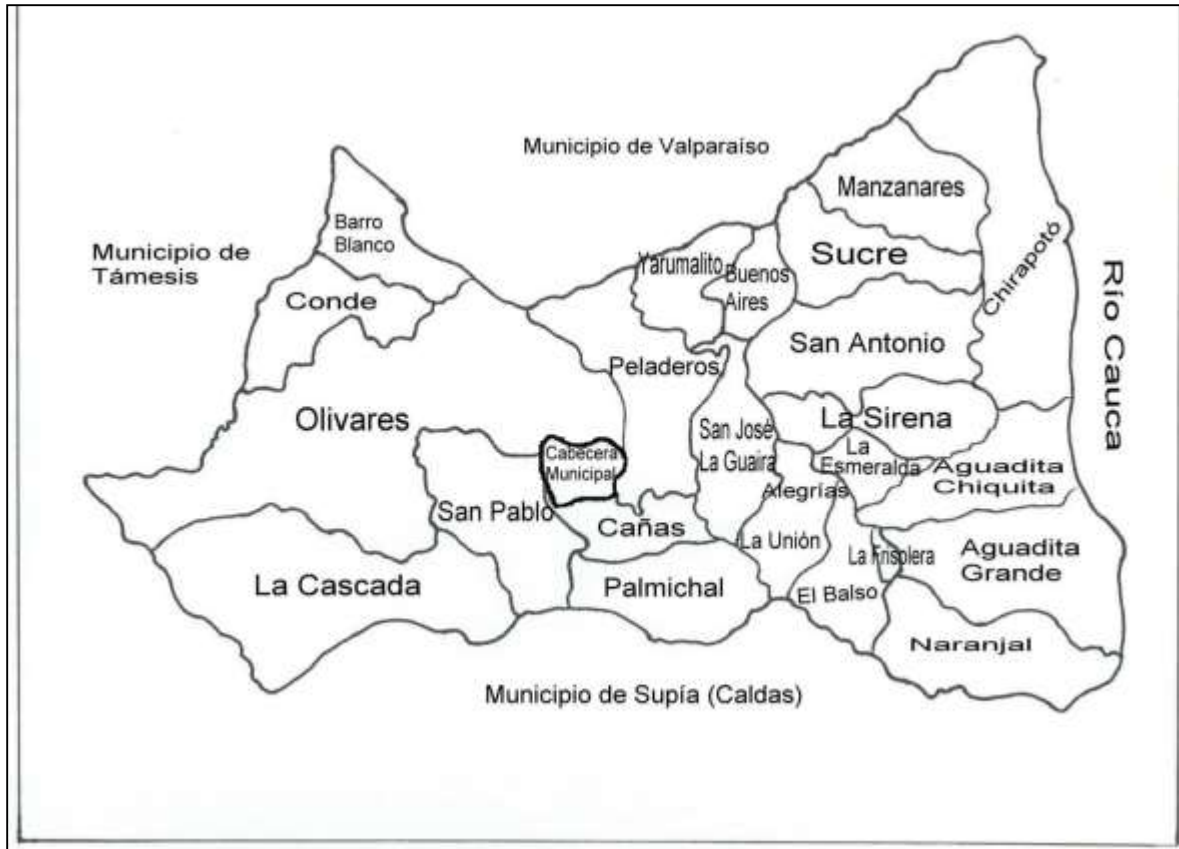 Municipio de Valparaíso
Municipio de
Támesis
Barro
Blanco
Conde
Olivares
Yarumalito
Buenos
Aires
Manzanares
Sucre
Chirapotó
Río Cauca
San Antonio
Peladeros
La Sirena
San José
La Guaira
La
Esmeralda
Aguadita
Chiquita
Cabecera
Municipal
Alegrías
San Pablo
Cañas
La Unión
La Frisolera
Aguadita
Grande
La Cascada
Palmichal
El Balso
Naranjal
Municipio de Supía (Caldas)